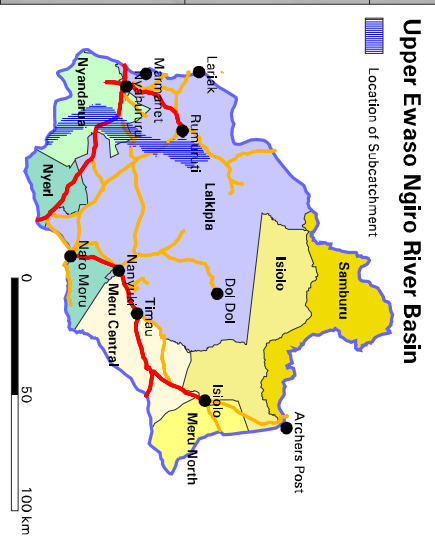 Upper Ewaso Ngiro River Basin
Location of Subcatchment
Samburu
Isiolo
Archers Post
Lariak
Marmanet
Nyahururu
Rumuruti
Laikipia
Dol Dol
Isiolo
Nyandarua
Nyeri
Naro Moru
Nanyuki
Timau
Meru Central
Meru North
0
50
100 km